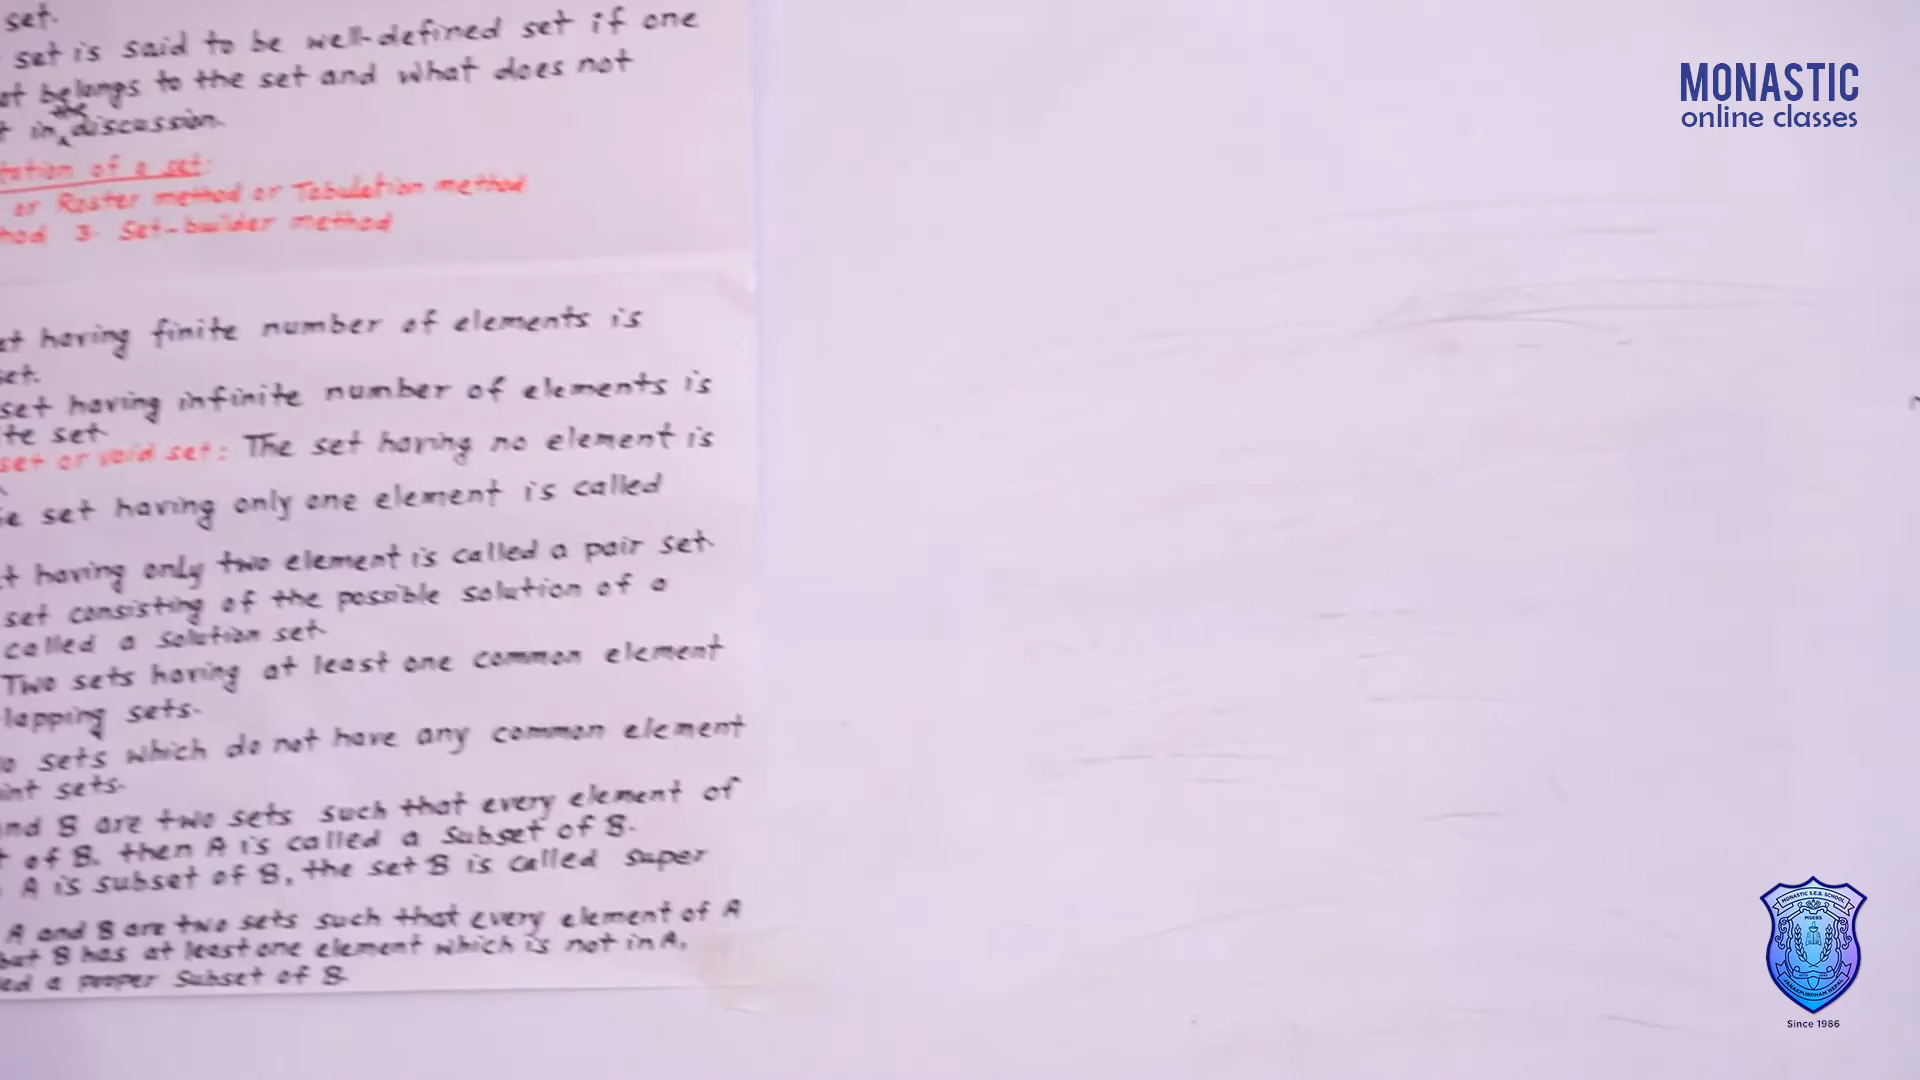 set.
set is said to be well-defined set if one
belongs to the set and what does not
in the discussion.
of a set:
or Roster method or Tabulation method
3. Set-builder method
having finite number of elements is
set.
set having infinite number of elements is
set.
set or void set: The set having no element is
set having only one element is called
having only two element is called a pair set.
set consisting of the possible solution of a
called a solution set.
Two sets having at least one common element
lapping sets.
sets which do not have any common element
sets.
and B are two sets such that every element of
of B. then A is called a Subset of B.
A is subset of B, the set B is called super
A and B are two sets such that every element of A
but B has at least one element which is not in A,
a proper Subset of B.
MONASTIC
online classes
MONASTIC S.E.B. SCHOOL
MSEBS
JANAKPURDHAM NEPAL
Since 1986